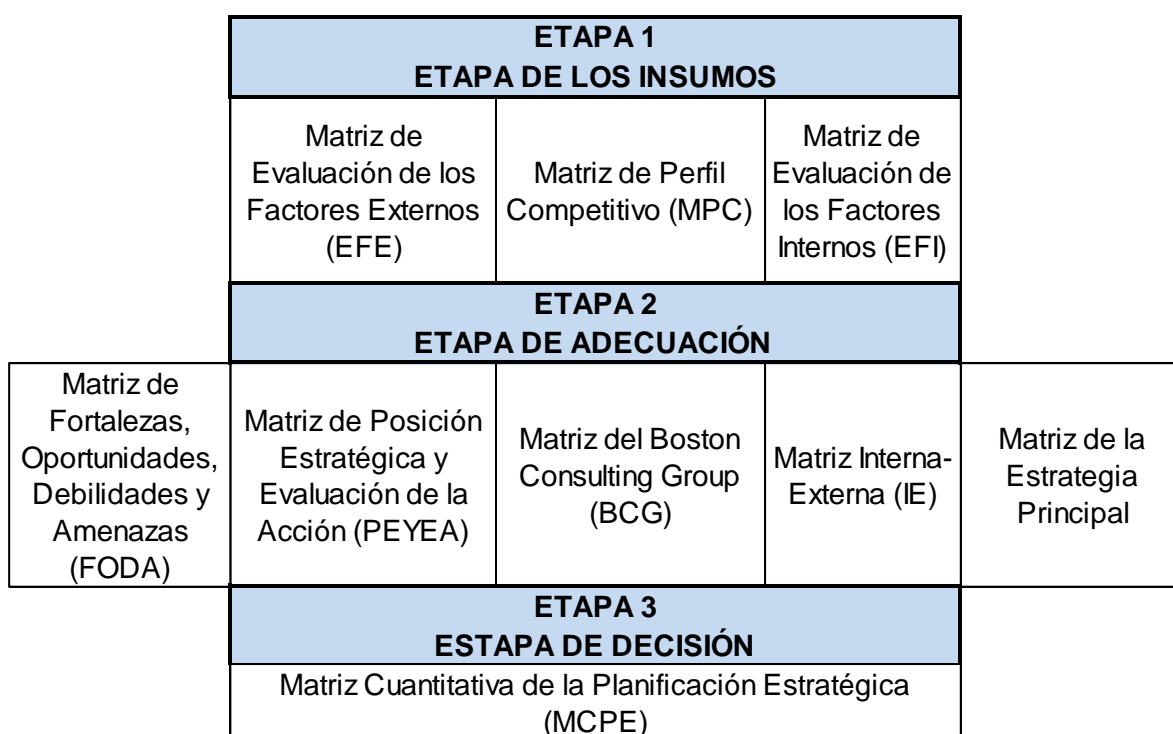 ETAPA 1
ETAPA DE LOS INSUMOS
Matriz de
Evaluación de los
Factores Externos
(EFE)
Matriz de Perfil
Competitivo (MPC)
Matriz de
Evaluación de
los Factores
Internos (EFI)
ETAPA 2
ETAPA DE ADECUACIÓN
Matriz de
Fortalezas,
Oportunidades,
Debilidades y
Amenazas
(FODA)
Matriz de Posición
Estratégica y
Evaluación de la
Acción (PEYEA)
Matriz del Boston
Consulting Group
(BCG)
Matriz Interna-
Externa (IE)
Matriz de la
Estrategia
Principal
ETAPA 3
ESTAPA DE DECISIÓN
Matriz Cuantitativa de la Planificación Estratégica
(MCPE)